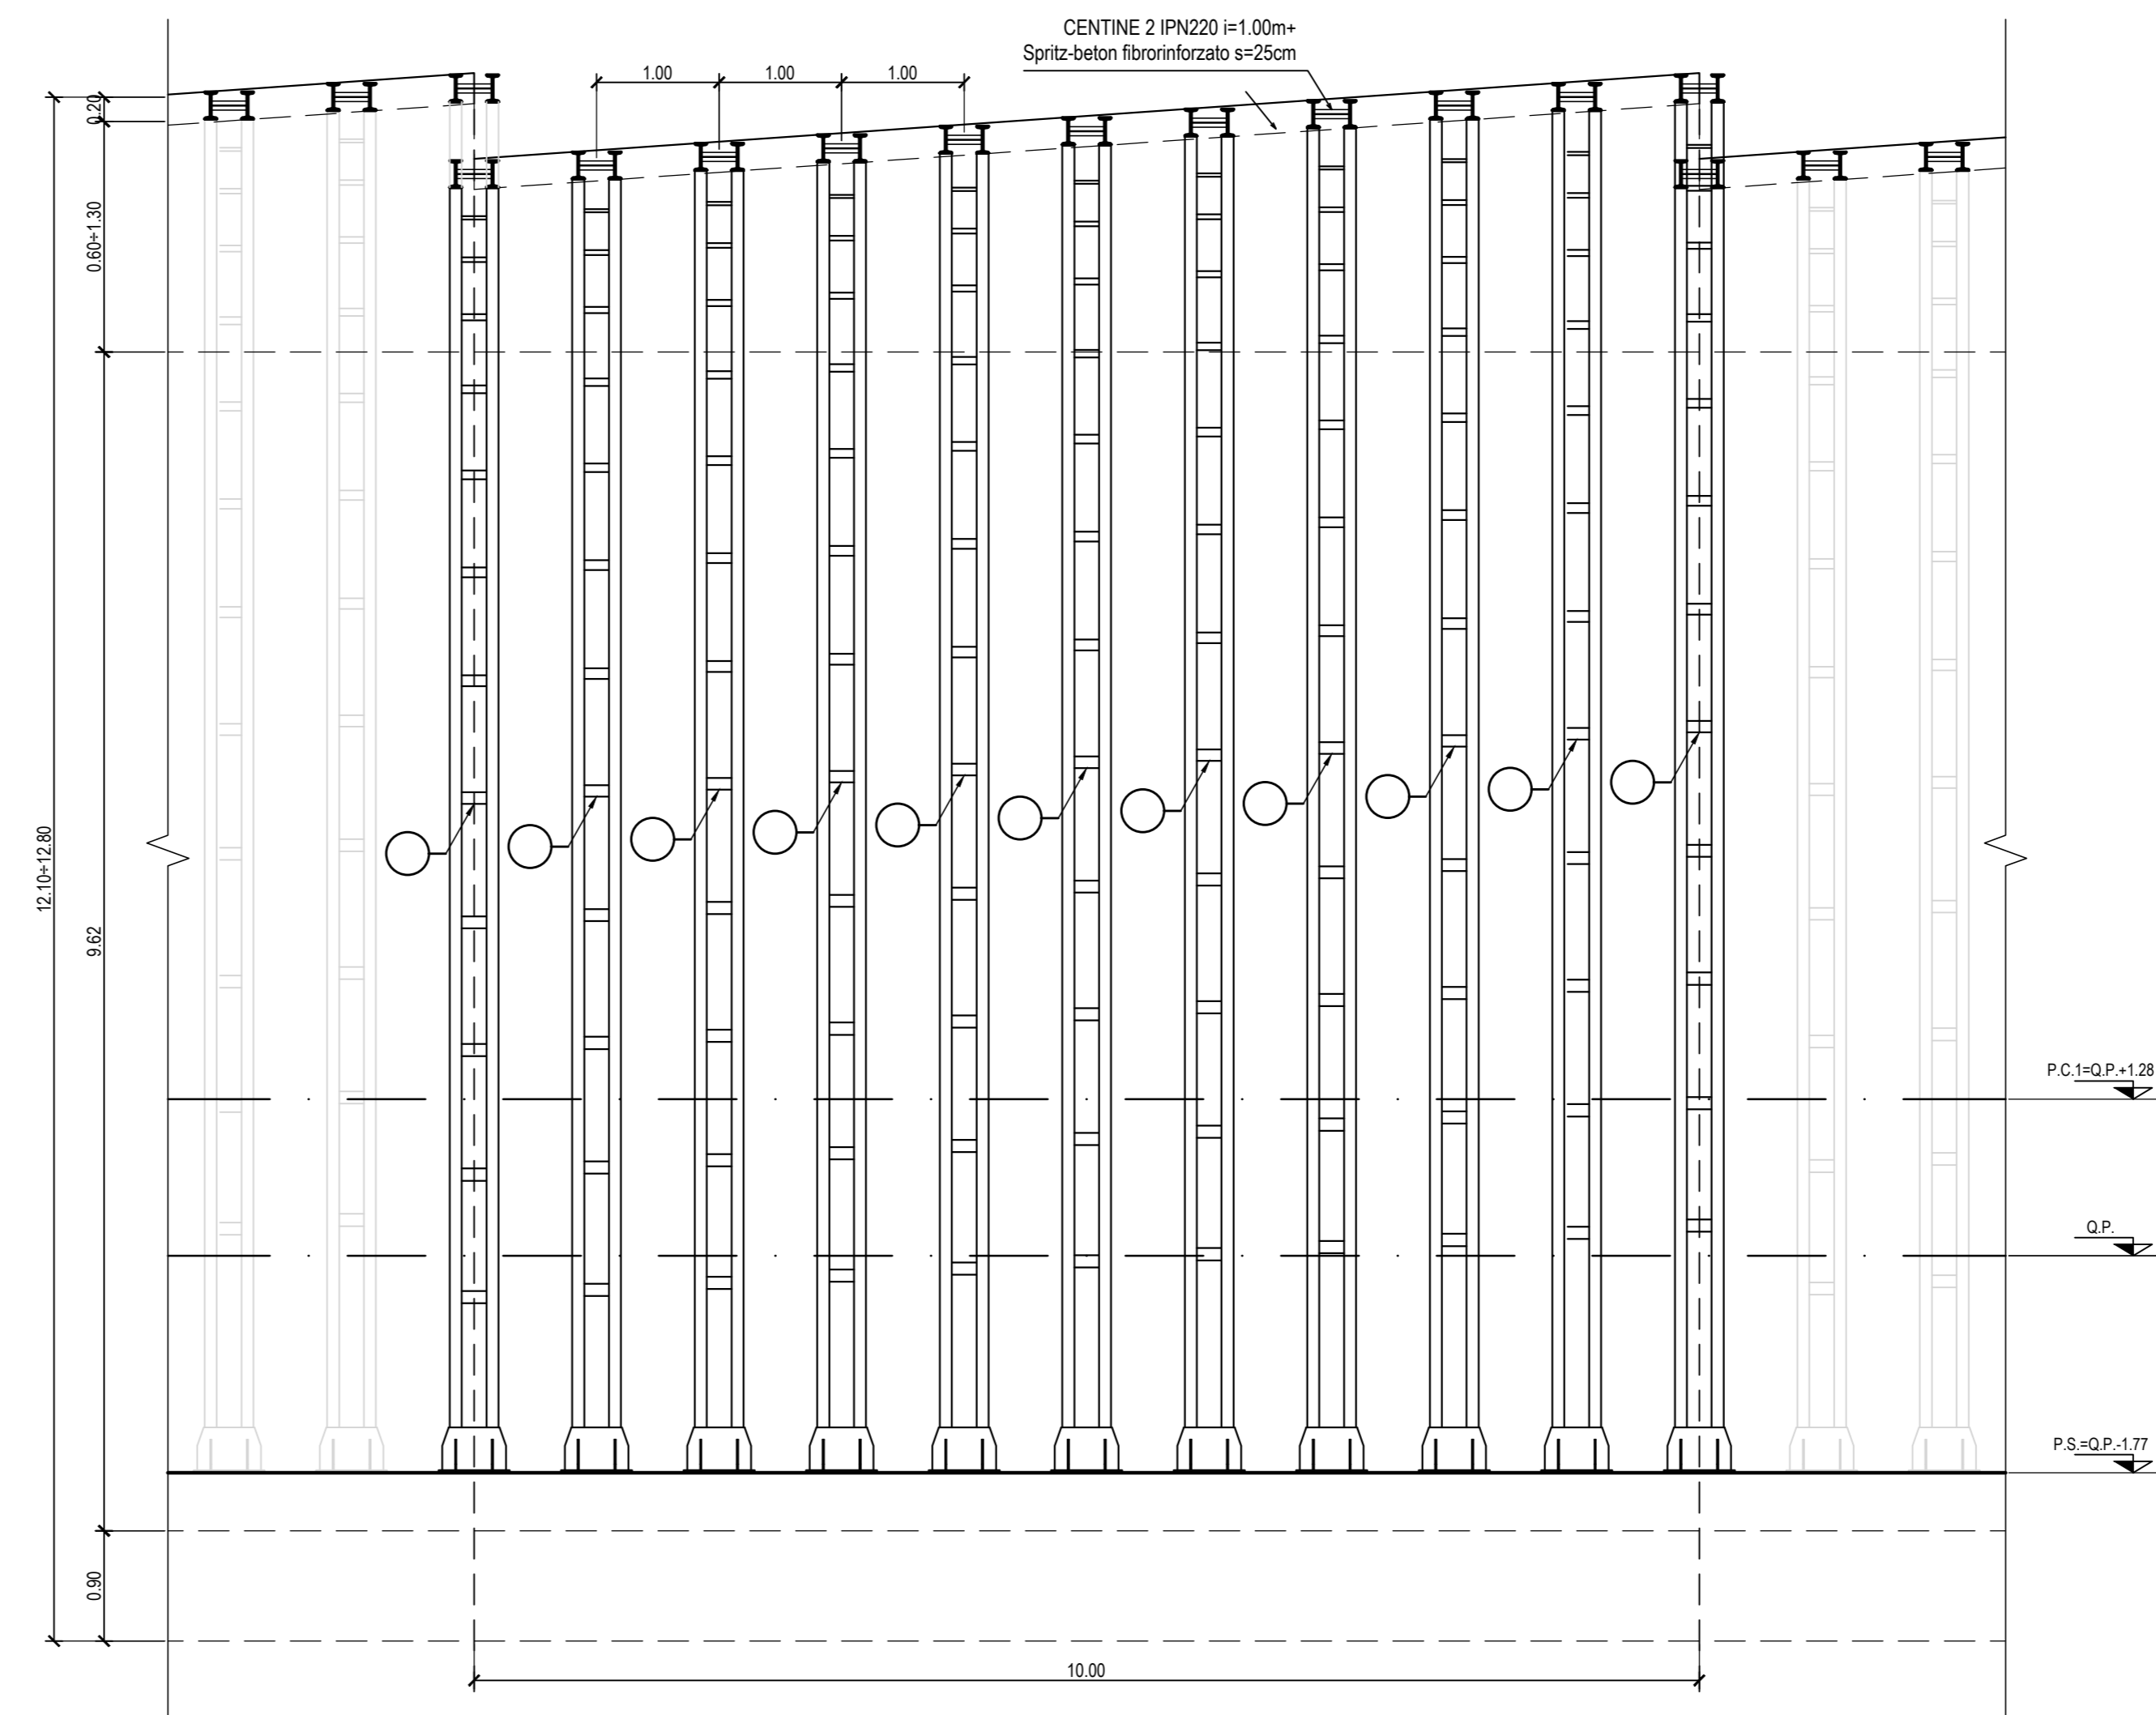 CENTINE 2 IPN220 i=1.00m+
Spritz-beton fibrorinforzato s=25cm
1.00
1.00
1.00
0.20
0.60÷1.30
12.10÷12.80
9.62
P.C.1=Q.P.+1.28
Q.P.
P.S.=Q.P.-1.77
0.90
10.00